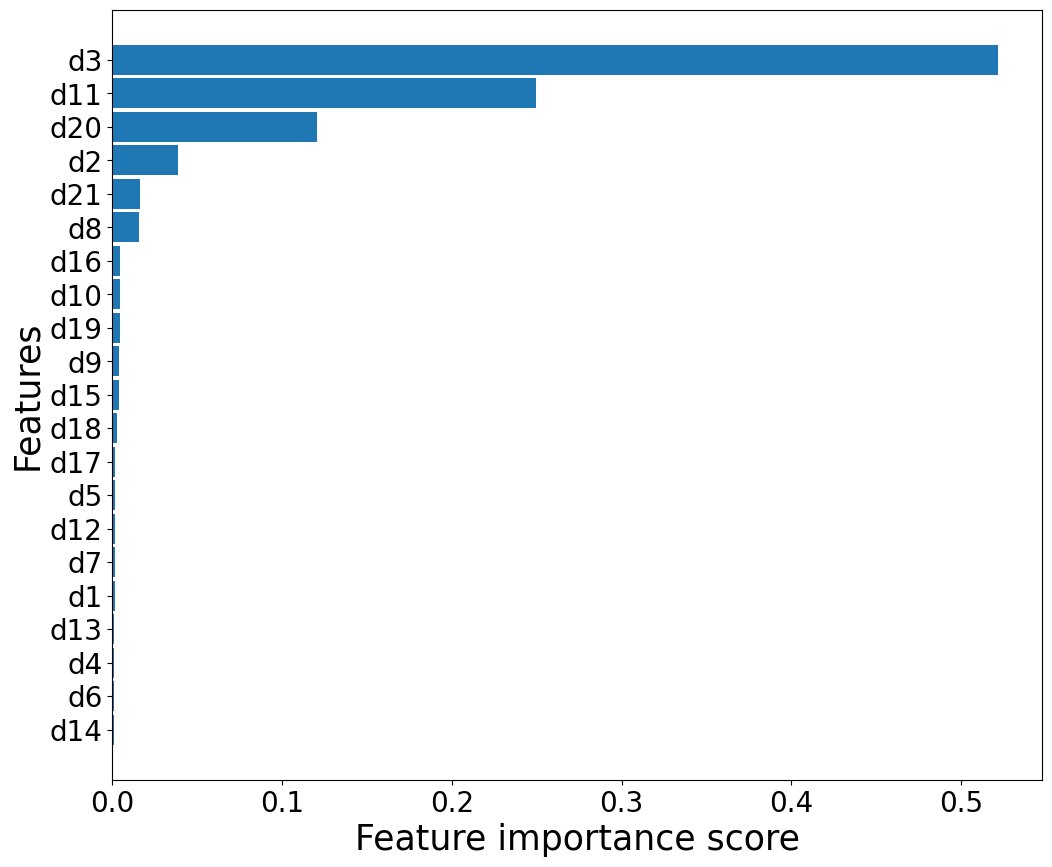 d3
d11
d20
d2
d21
d8
d16
d10
d19
d9
d15
d18
d17
d5
d12
d7
d1
d13
d4
d6
d14
Features
0.0 0.1 0.2 0.3 0.4 0.5
Feature importance score